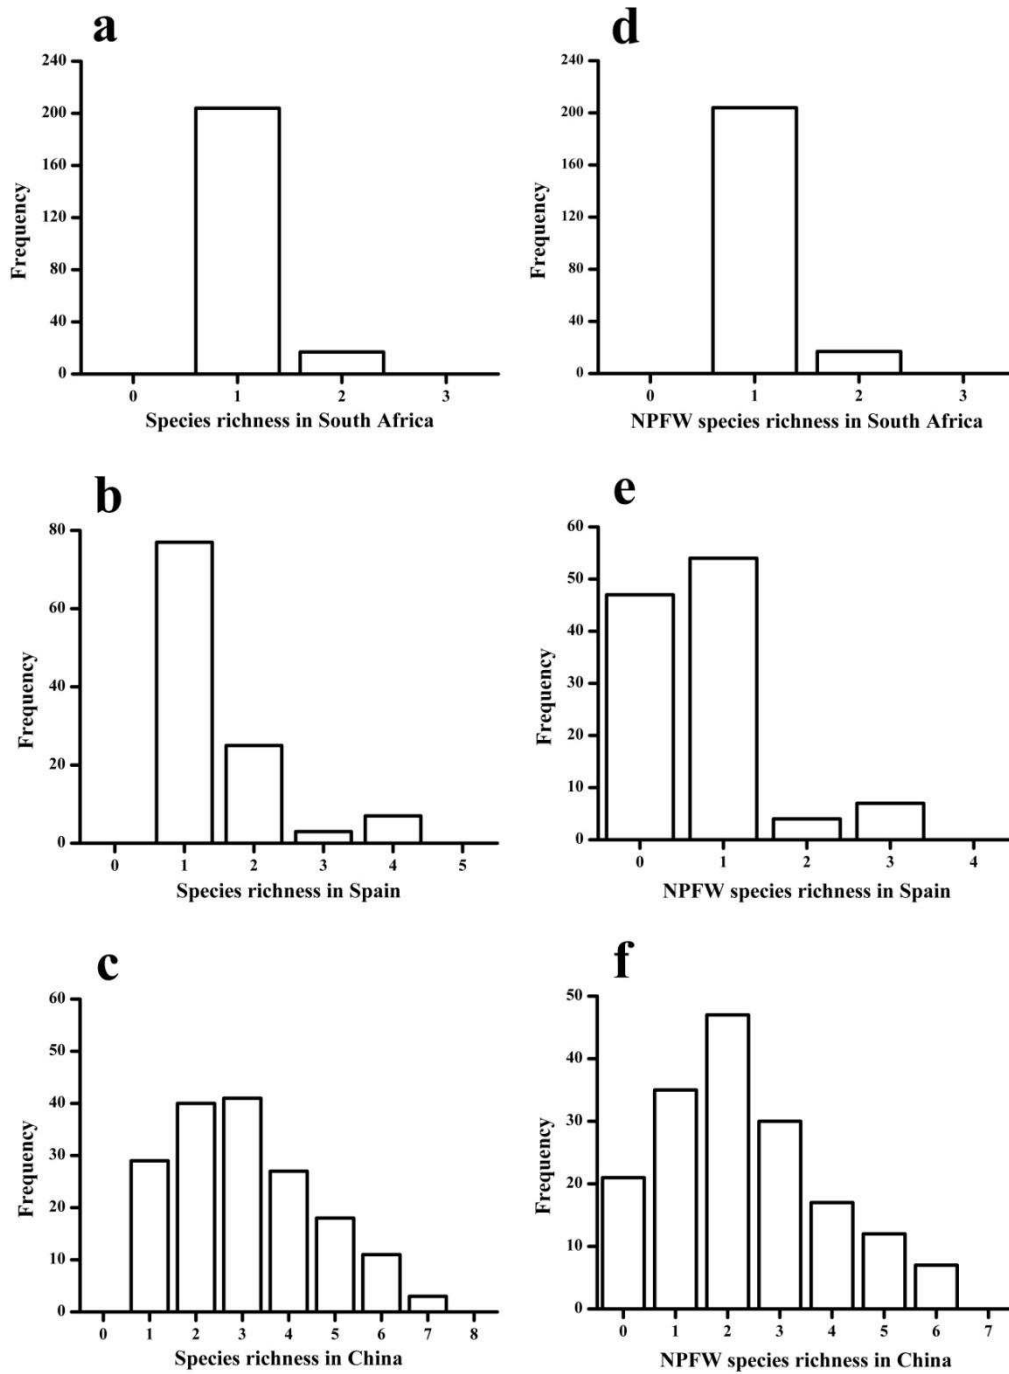 a
240
200
160
120
80
40
0
Frequency
0 1 2 3
Species richness in South Africa
d
240
200
160
120
80
40
0
Frequency
0 1 2 3
NPFW species richness in South Africa
b
80
60
40
20
0
Frequency
0 1 2 3 4 5
Species richness in Spain
e
60
50
40
30
20
10
0
Frequency
0 1 2 3 4
NPFW species richness in Spain
c
60
50
40
30
20
10
0
Frequency
0 1 2 3 4 5 6 7 8
Species richness in China
f
50
40
30
20
10
0
Frequency
0 1 2 3 4 5 6 7
NPFW species richness in China